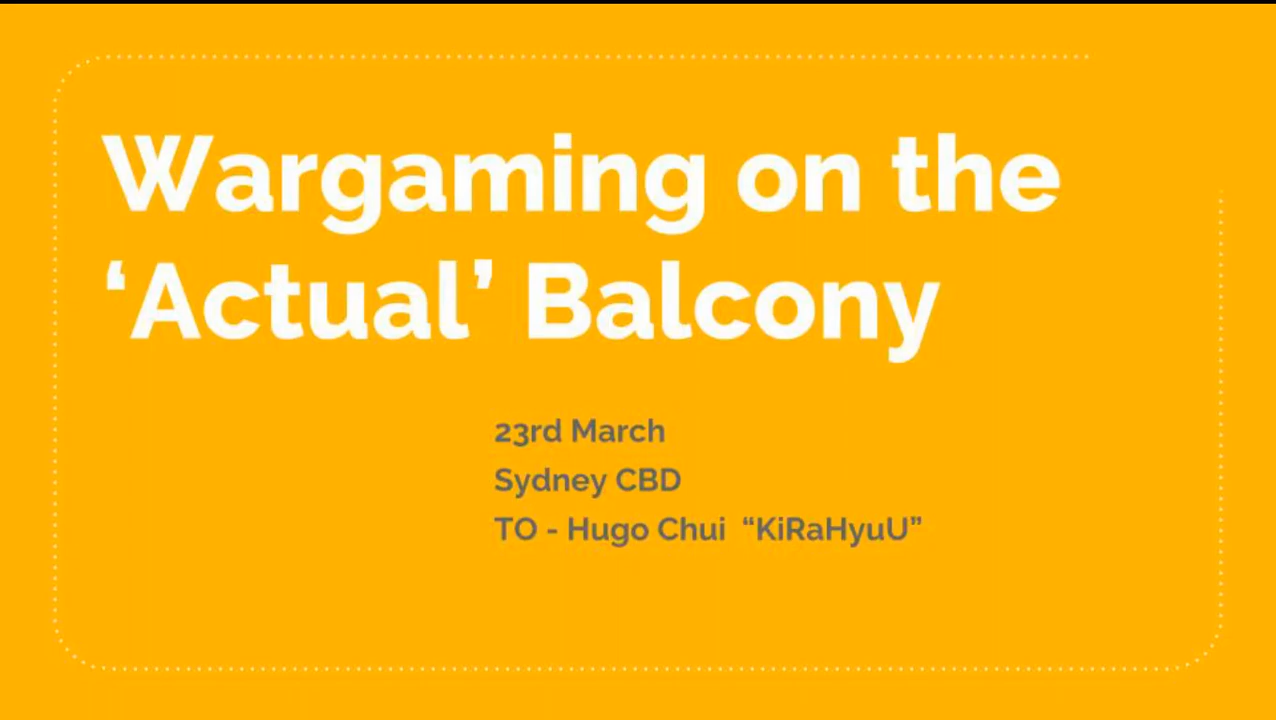 Wargaming on the
‘Actual’ Balcony
23rd March
Sydney CBD
TO - Hugo Chui “KiRaHyuU”